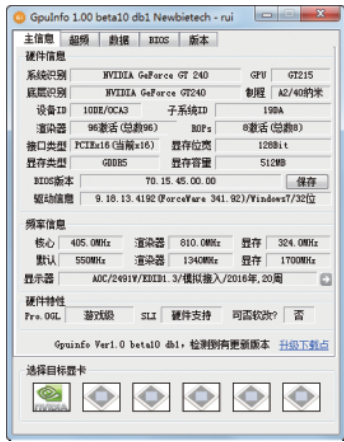 GpuInfo 1.00 beta10 db1 Newbietech - rui
主信息 超频 数据 BIOS 版本
硬件信息
系统识别 NVIDIA GeForce GT 240 GPU GT215
底层识别 NVIDIA GeForce GT240 制程 A2/40纳米
设备ID 10DE/0CA3 子系统ID 19DA
渲染器 96激活(总数96) ROPs 8激活(总数8)
接口类型 PCIEx16(当前x16) 显存位宽 128Bit
显存类型 GDDR5 显存容量 512MB
BIOS版本 70.15.45.00.00 保存
驱动信息 9.18.13.4192(ForceWare 341.92)/Windows7/32位
频率信息
核心 405.0MHz 渲染器 810.0MHz 显存 324.0MHz
默认 550MHz 渲染器 1340MHz 显存 1700MHz
显示器 AOC/2491W/EDID1.3/模拟接入/2016年,20周
硬件特性
Pro.OGL 游戏级 SLI 硬件支持 可否软改? 否
Gpuinfo Ver1.0 beta10 db1, 检测到有更新版本 升级下载点
选择目标显卡
NVIDIA